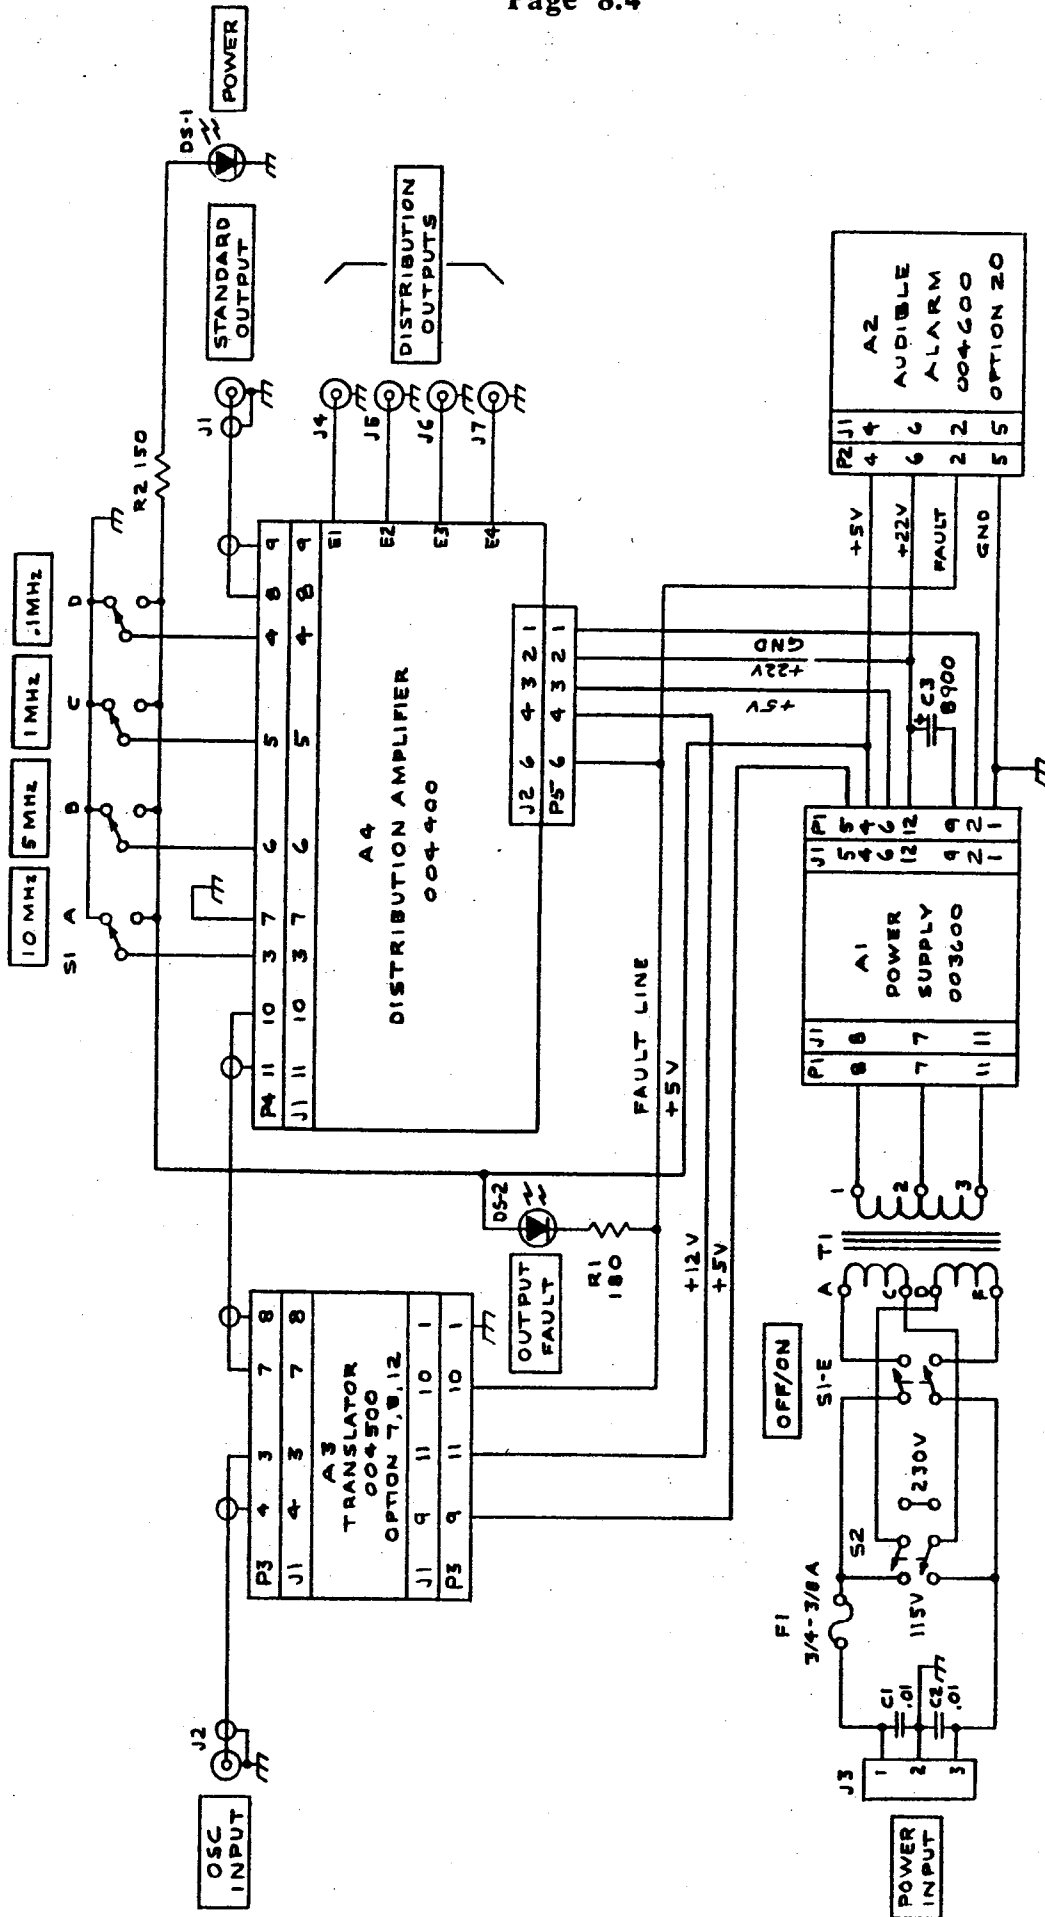 Page 8.4
10 MHz
5 MHz
1 MHz
.1MHz
S1
A
B
C
D
R2 150
DS-1
POWER
OSC
INPUT
J2
P3 4 3 7 8
J1 4 3 7 8
A3
TRANSLATOR
004500
OPTION 7,8,12
J1 9 11 10 1
P3 9 11 10 1
P4 11 10 3 7 6 5 4 8 9
J1 11 10 3 7 6 5 4 8 9
A4
DISTRIBUTION AMPLIFIER
004400
E1
E2
E3
E4
J2 6 4 3 2 1
P5 6 4 3 2 1
J1
STANDARD
OUTPUT
J4
J5
J6
J7
DISTRIBUTION
OUTPUTS
DS-2
OUTPUT
FAULT
R1
180
FAULT LINE
+5V
+12V
+5V
+5V
+22V
GND
POWER
INPUT
J3
1
2
3
C1
.01
C2
.01
F1
3/4-3/8A
115V
S2
230V
OFF/ON
S1-E
A
C
D
F
T1
1
2
3
P1 J1
8 8
7 7
11 11
A1
POWER
SUPPLY
003600
J1 P1
5 5
4 4
6 6
12 12
9 9
2 2
1 1
+ C3
8900
+5V
+22V
FAULT
GND
P2 J1
4 4
6 6
2 2
5 5
A2
AUDIBLE
ALARM
004600
OPTION 20